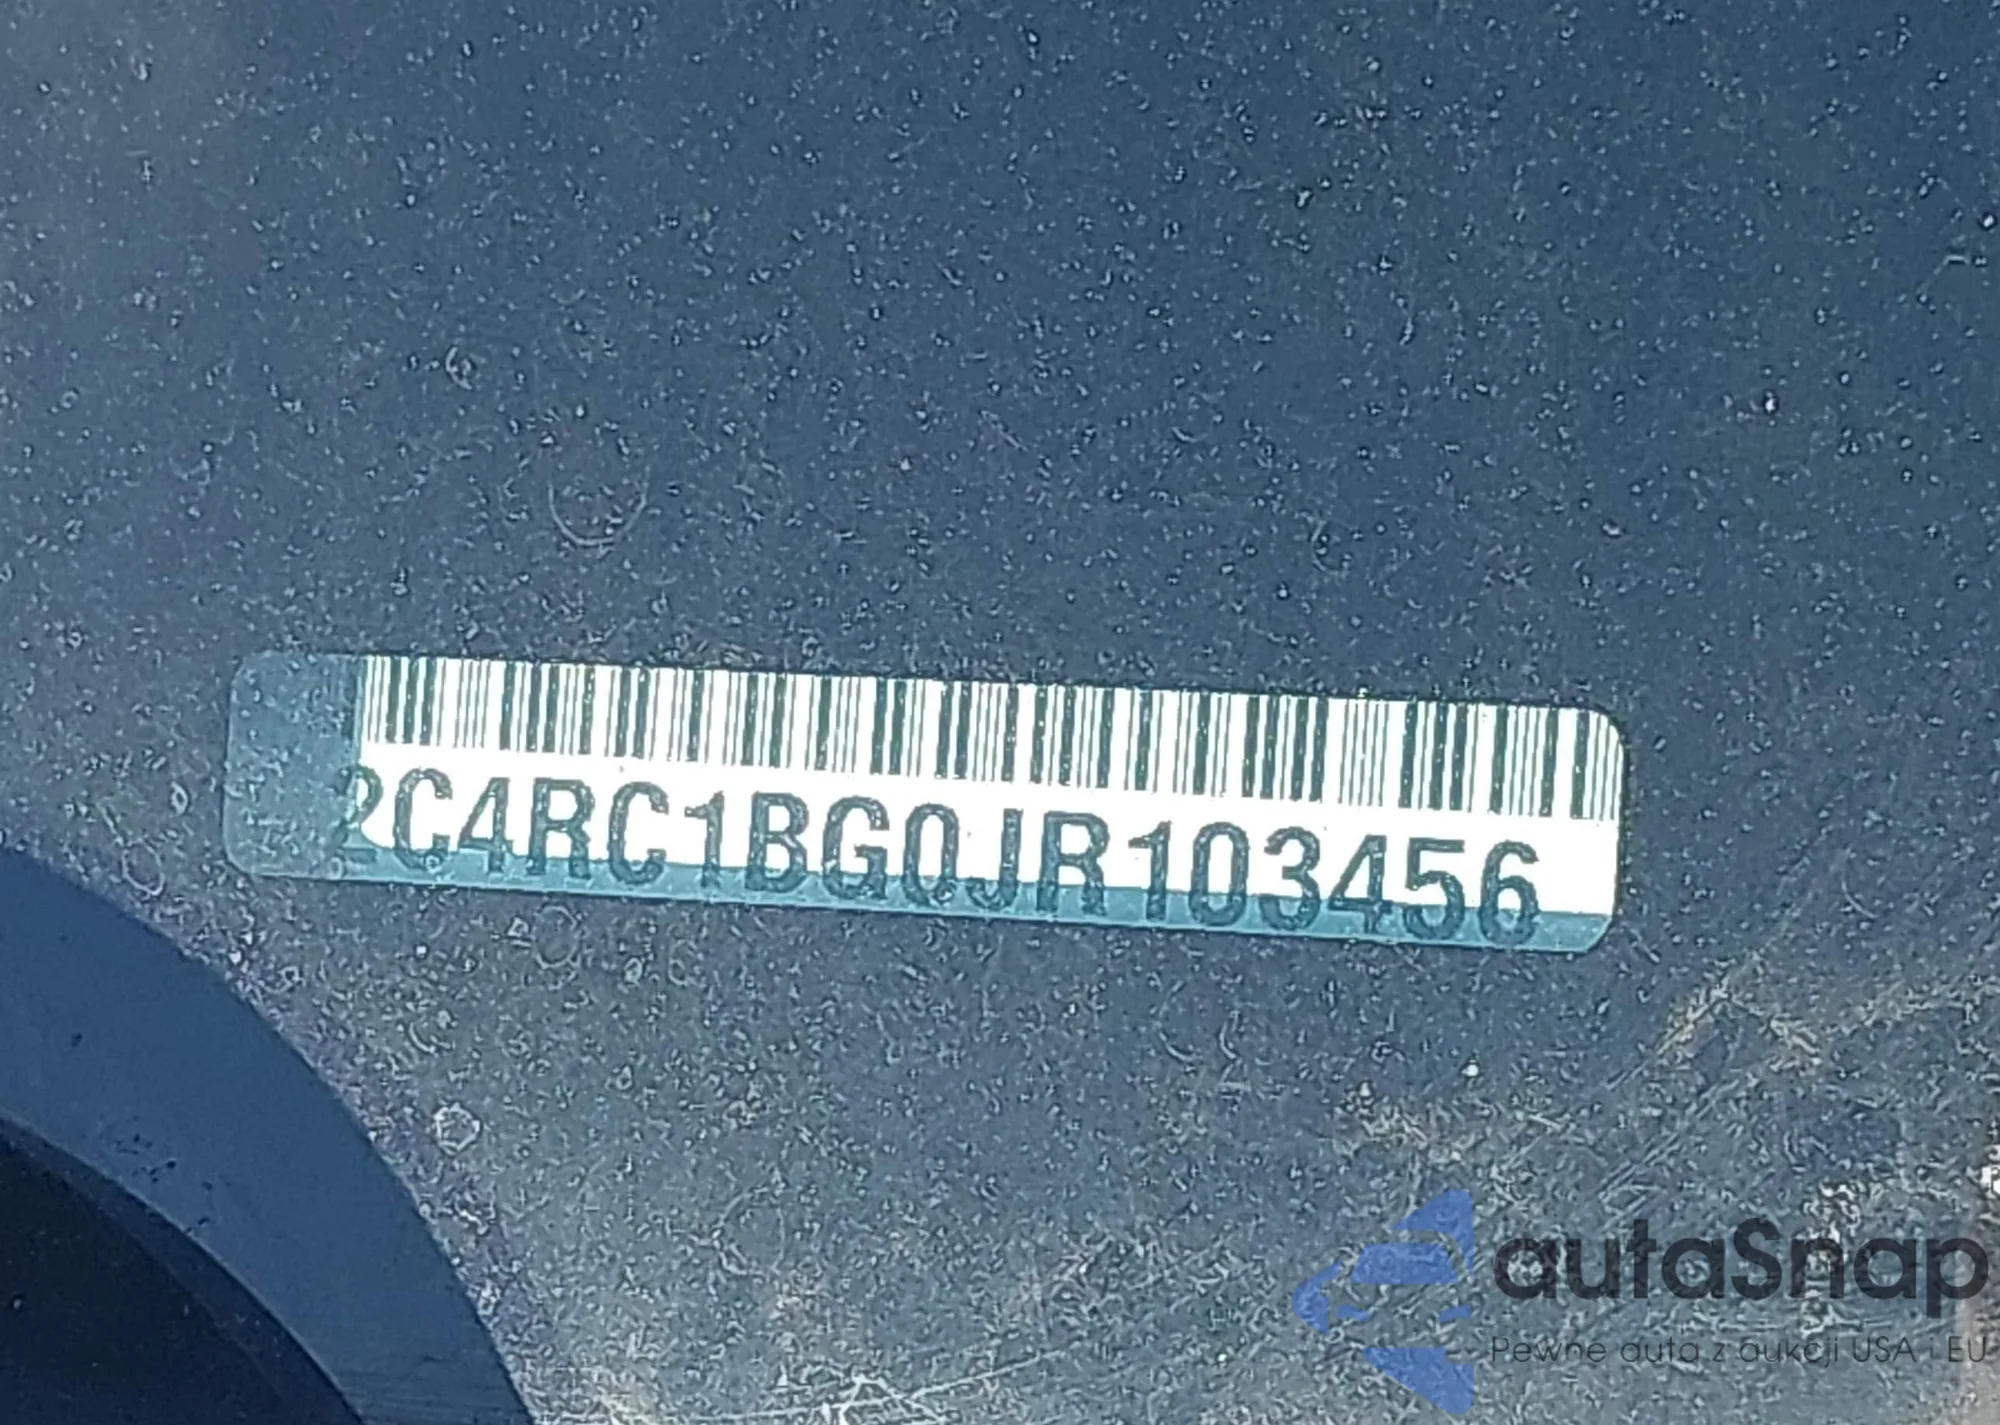 2C4RC1BG0JR103456
autaSnap
Pewne auta z aukcji USA i EU